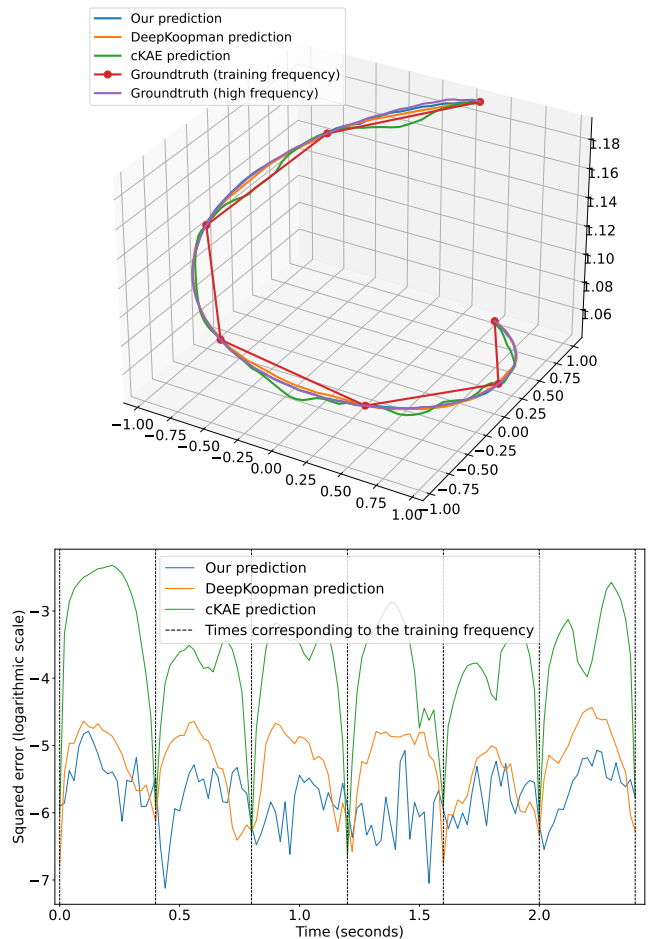 Our prediction
DeepKoopman prediction
cKAE prediction
Groundtruth (training frequency)
Groundtruth (high frequency)
1.18
1.16
1.14
1.12
1.10
1.08
1.06
1.00
0.75
0.50
0.25
0.00
−0.25
−0.50
−0.75
−1.00
−1.00
−0.75
−0.50
−0.25
0.00
0.25
0.50
0.75
1.00
Our prediction
DeepKoopman prediction
cKAE prediction
Times corresponding to the training frequency
Squared error (logarithmic scale)
−3
−4
−5
−6
−7
0.0 0.5 1.0 1.5 2.0
Time (seconds)